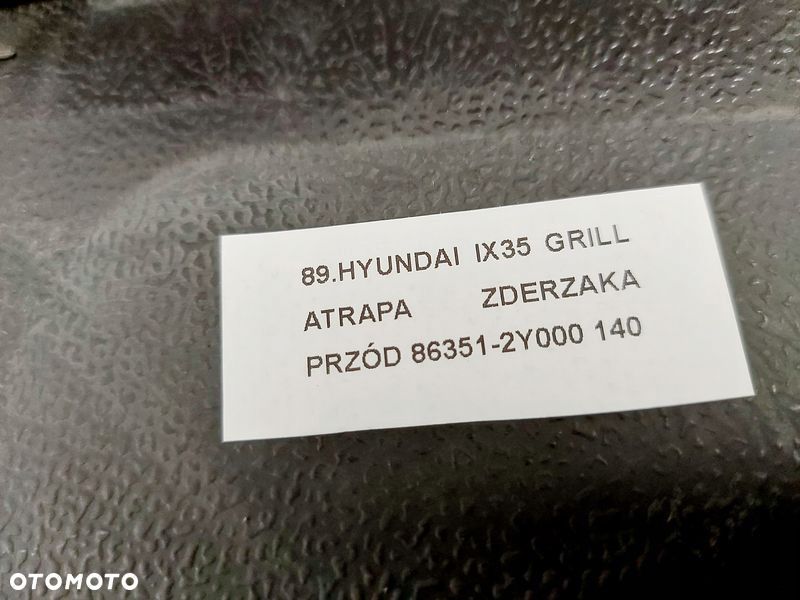 89.HYUNDAI IX35 GRILL
ATRAPA ZDERZAKA
PRZÓD 86351-2Y000 140
OTOMOTO